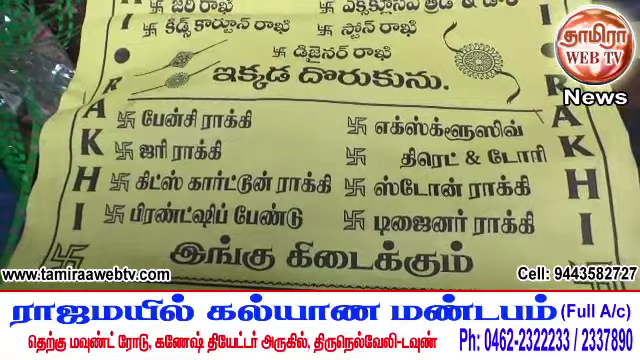 జరీ రాఖీ
కిడ్స్ కార్టూన్ రాఖీ
స్టోన్ రాఖీ
డిజైనర్ రాఖీ
ఇక్కడ దొరుకును.
RAKHI
RAKHI
பேன்சி ராக்கி
எக்ஸ்க்ளூஸிவ்
ஜரி ராக்கி
திரெட் & டோரி
கிட்ஸ் கார்ட்டூன் ராக்கி
ஸ்டோன் ராக்கி
பிரண்ட்ஷிப் பேண்டு
டிஜைனர் ராக்கி
இங்கு கிடைக்கும்
தாமிரா
WEB TV
News
www.tamiraawebtv.com
Cell: 9443582727
ராஜமயில் கல்யாண மண்டபம் (Full A/c)
தெற்கு மவுண்ட் ரோடு, கணேஷ் தியேட்டர் அருகில், திருநெல்வேலி-டவுண்
Ph: 0462-2322233 / 2337890